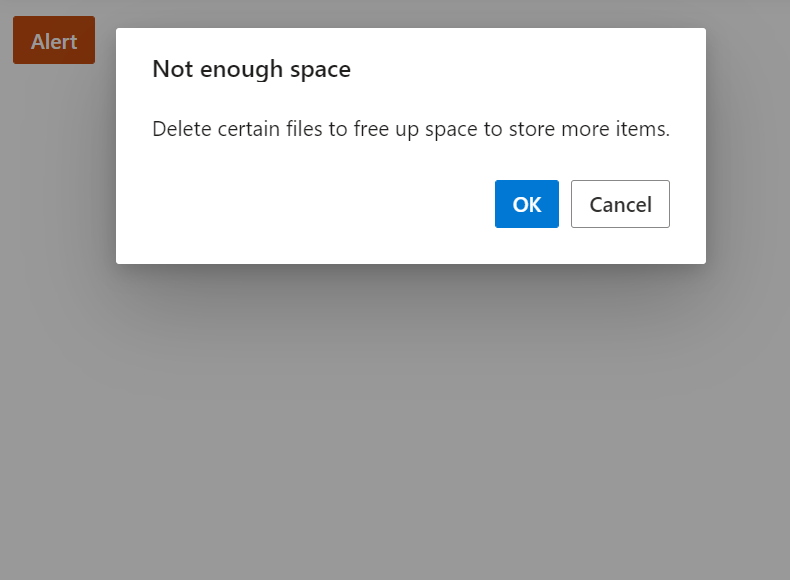 Alert
Not enough space
Delete certain files to free up space to store more items.
OK
Cancel